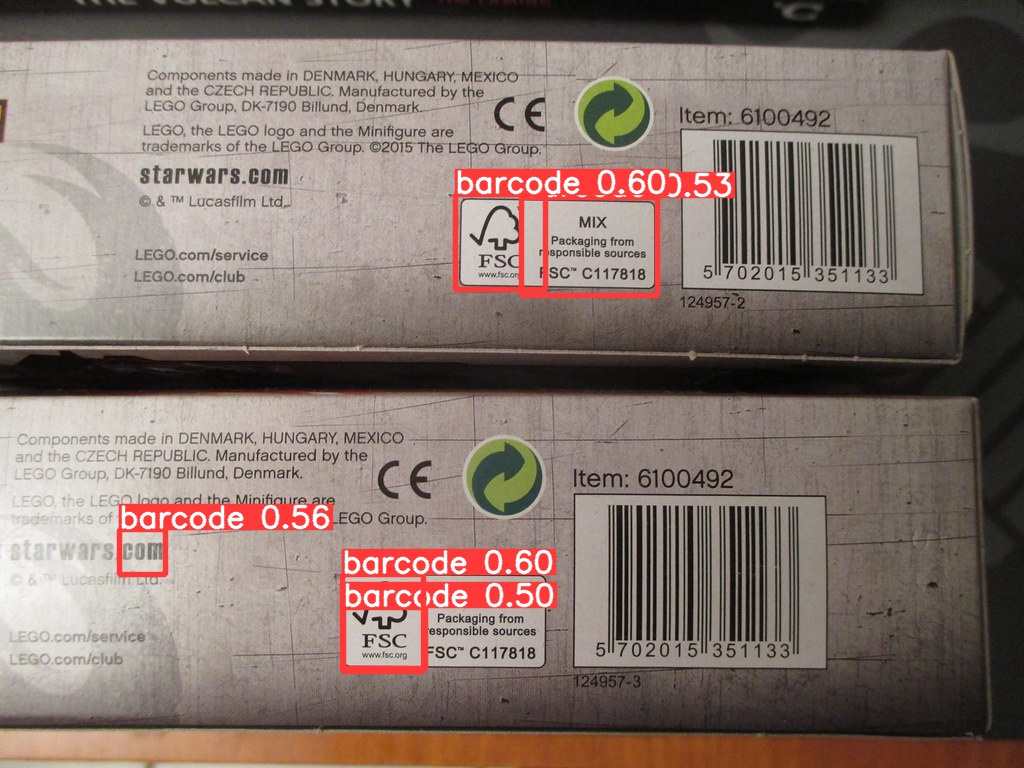 THE VULCAN STORY
Components made in DENMARK, HUNGARY, MEXICO
and the CZECH REPUBLIC. Manufactured by the
LEGO Group, DK-7190 Billund, Denmark.
CE
LEGO, the LEGO logo and the Minifigure are
trademarks of the LEGO Group. ©2015 The LEGO Group.
starwars.com
© & ™ Lucasfilm Ltd.
LEGO.com/service
LEGO.com/club
barcode 0.60
0.53
FSC
www.fsc.org
MIX
Packaging from
responsible sources
FSC™ C117818
Item: 6100492
5 702015 351133
124957-2
Components made in DENMARK, HUNGARY, MEXICO
and the CZECH REPUBLIC. Manufactured by the
LEGO Group, DK-7190 Billund, Denmark.
CE
LEGO, the LEGO logo and the Minifigure are
trademarks of LEGO Group.
barcode 0.56
starwars.com
© & ™ Lucasfilm Ltd.
LEGO.com/service
LEGO.com/club
barcode 0.60
barcode 0.50
FSC
www.fsc.org
Packaging from
responsible sources
FSC™ C117818
Item: 6100492
5 702015 351133
124957-3